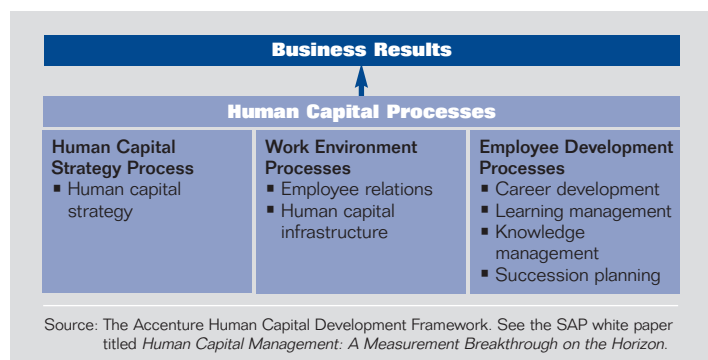 Business Results
Human Capital Processes
Human Capital
Strategy Process
▪ Human capital
strategy
Work Environment
Processes
▪ Employee relations
▪ Human capital
infrastructure
Employee Development
Processes
▪ Career development
▪ Learning management
▪ Knowledge
management
▪ Succession planning
Source: The Accenture Human Capital Development Framework. See the SAP white paper
titled Human Capital Management: A Measurement Breakthrough on the Horizon.